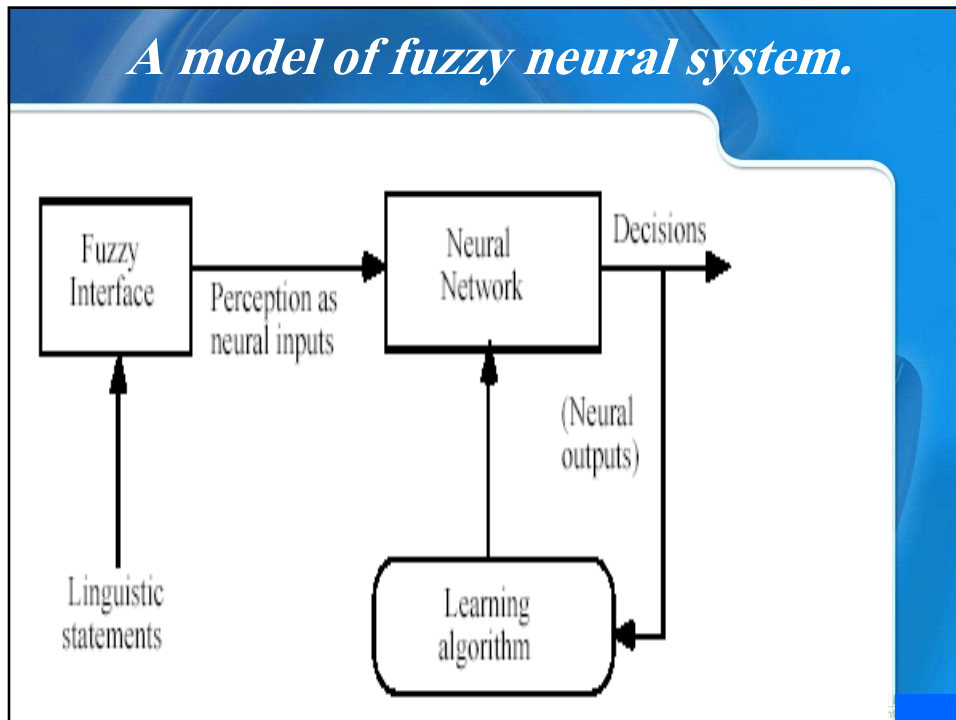 A model of fuzzy neural system.
Fuzzy
Interface
Perception as
neural inputs
Neural
Network
Decisions
(Neural
outputs)
Linguistic
statements
Learning
algorithm